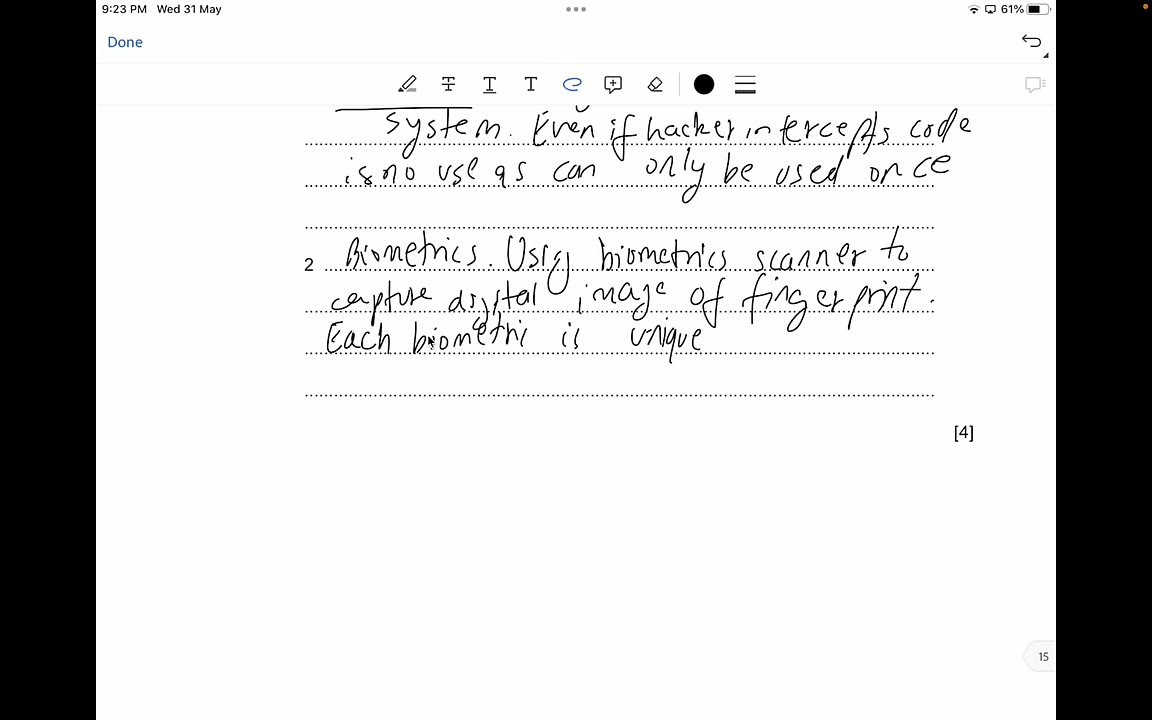 9:23 PM Wed 31 May
61%
Done
T T T
system. Even if hacker intercepts code
is no use as can only be used once
2 Biometrics. Using biometrics scanner to
capture digital image of fingerprint.
Each biometric is unique
[4]
15